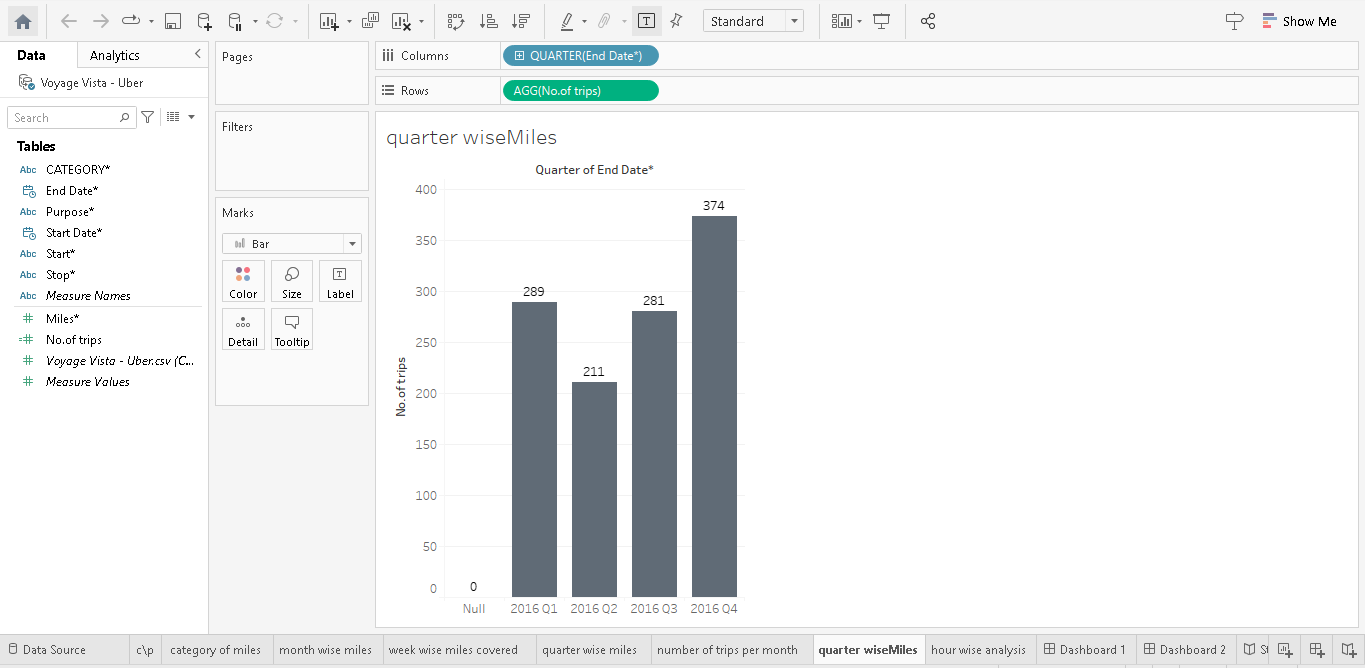 Standard
Show Me
Data
Analytics
Voyage Vista - Uber
Search
Tables
Abc CATEGORY*
End Date*
Abc Purpose*
Start Date*
Abc Start*
Abc Stop*
Abc Measure Names
Miles*
No.of trips
Voyage Vista - Uber.csv (C...
Measure Values
Pages
Filters
Marks
Bar
Color
Size
Label
Detail
Tooltip
Columns
QUARTER(End Date*)
Rows
AGG(No.of trips)
quarter wiseMiles
Quarter of End Date*
No.of trips
400
350
300
250
200
150
100
50
0
0
289
211
281
374
Null
2016 Q1
2016 Q2
2016 Q3
2016 Q4
Data Source
c\p
category of miles
month wise miles
week wise miles covered
quarter wise miles
number of trips per month
quarter wiseMiles
hour wise analysis
Dashboard 1
Dashboard 2